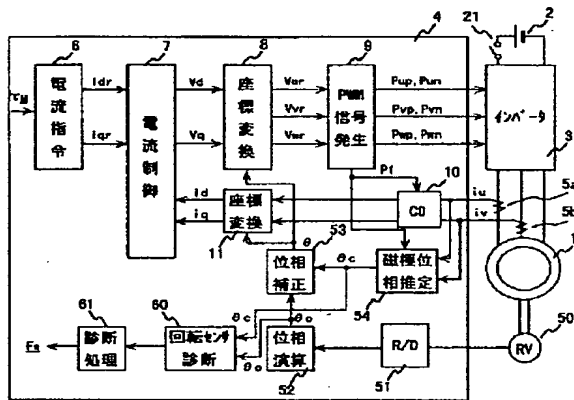 21
2
4
6
7
8
9
τM
電流指令
Idr
Iqr
電流制御
Vd
Vq
座標変換
Vur
Vvr
Vwr
PWM信号発生
Pup, Pun
Pvp, Pvn
Pwp, Pwn
インバータ
3
Pf
10
CD
iu
iv
5a
5b
Id
iq
座標変換
11
θ
53
位相補正
θc
磁極位相推定
54
1
61
診断処理
Fs
60
回転センサ診断
θc
θo
θo
位相演算
52
R/D
51
RV
50